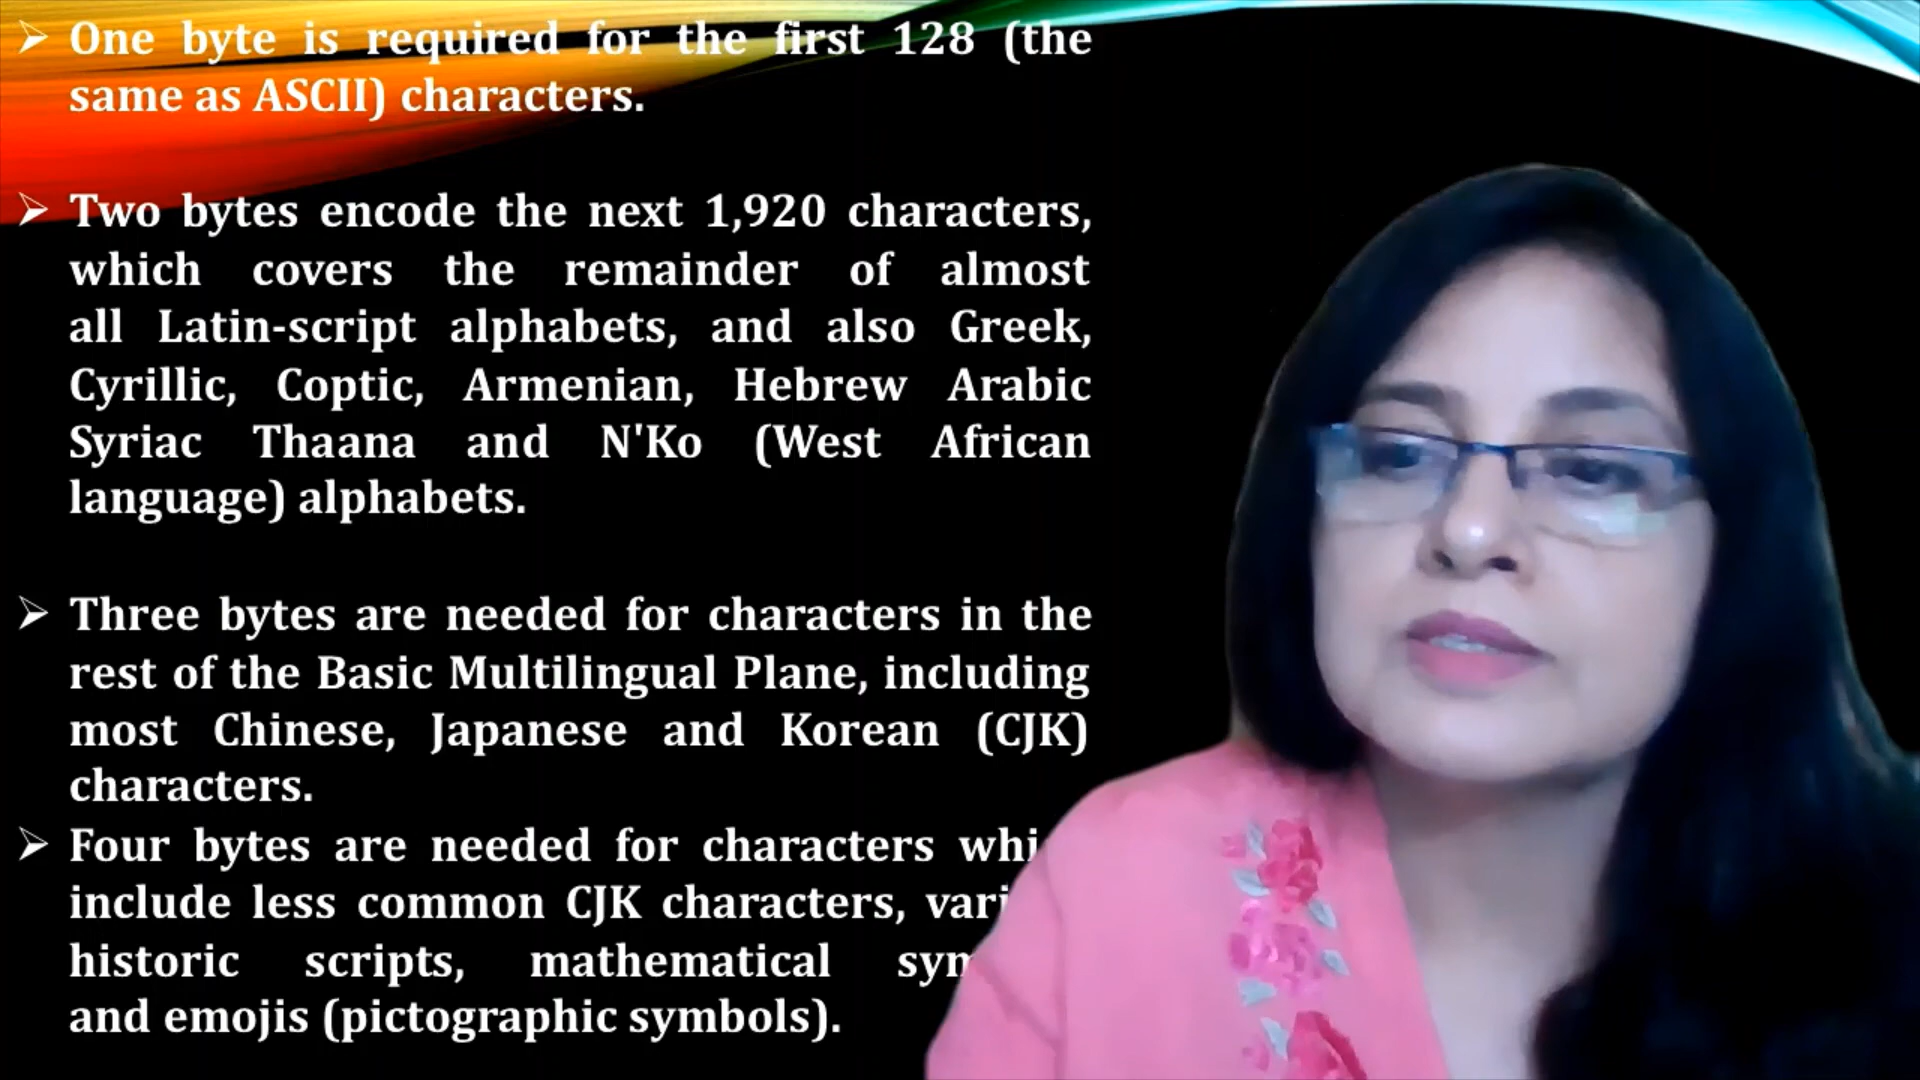 ➢ One byte is required for the first 128 (the
same as ASCII) characters.
➢ Two bytes encode the next 1,920 characters,
which covers the remainder of almost
all Latin-script alphabets, and also Greek,
Cyrillic, Coptic, Armenian, Hebrew Arabic
Syriac Thaana and N'Ko (West African
language) alphabets.
➢ Three bytes are needed for characters in the
rest of the Basic Multilingual Plane, including
most Chinese, Japanese and Korean (CJK)
characters.
➢ Four bytes are needed for characters
include less common CJK characters,
historic scripts, mathematical
and emojis (pictographic symbols).